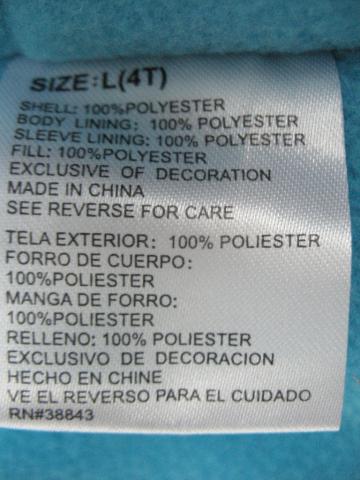 SIZE: L(4T)
SHELL: 100%POLYESTER
BODY LINING: 100% POLYESTER
SLEEVE LINING: 100% POLYESTER
FILL: 100%POLYESTER
EXCLUSIVE OF DECORATION
MADE IN CHINA
SEE REVERSE FOR CARE
TELA EXTERIOR: 100% POLIESTER
FORRO DE CUERPO:
100%POLIESTER
MANGA DE FORRO:
100%POLIESTER
RELLENO: 100% POLIESTER
EXCLUSIVO DE DECORACION
HECHO EN CHINE
VE EL REVERSO PARA EL CUIDADO
RN#38843